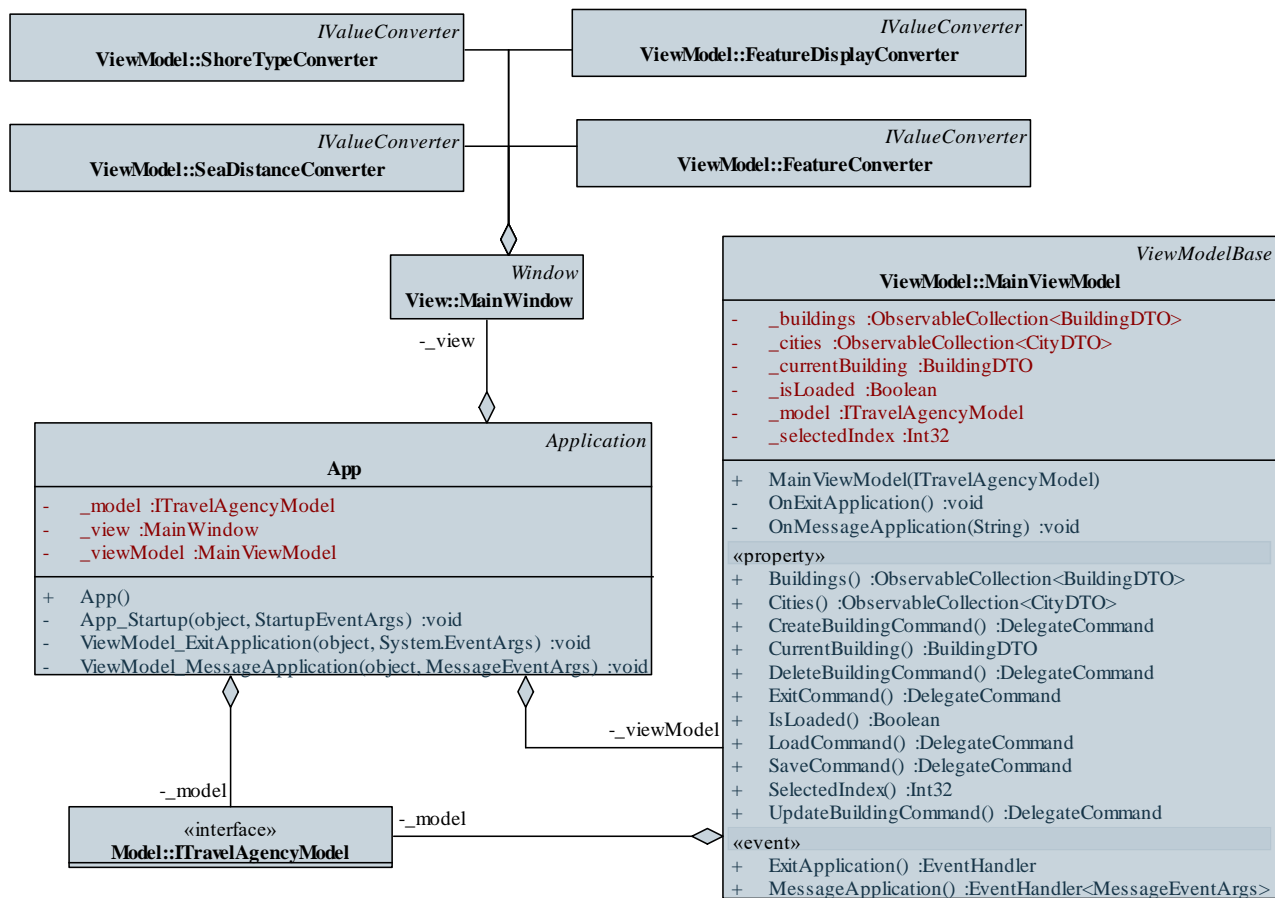 IValueConverter
ViewModel::ShoreTypeConverter
IValueConverter
ViewModel::FeatureDisplayConverter
IValueConverter
ViewModel::SeaDistanceConverter
IValueConverter
ViewModel::FeatureConverter
Window
View::MainWindow
-_view
Application
App
- _model :ITravelAgencyModel
- _view :MainWindow
- _viewModel :MainViewModel
+ App()
- App_Startup(object, StartupEventArgs) :void
- ViewModel_ExitApplication(object, System.EventArgs) :void
- ViewModel_MessageApplication(object, MessageEventArgs) :void
-_viewModel
-_model
«interface»
Model::ITravelAgencyModel
-_model
ViewModelBase
ViewModel::MainViewModel
- _buildings :ObservableCollection<BuildingDTO>
- _cities :ObservableCollection<CityDTO>
- _currentBuilding :BuildingDTO
- _isLoaded :Boolean
- _model :ITravelAgencyModel
- _selectedIndex :Int32
+ MainViewModel(ITravelAgencyModel)
- OnExitApplication() :void
- OnMessageApplication(String) :void
«property»
+ Buildings() :ObservableCollection<BuildingDTO>
+ Cities() :ObservableCollection<CityDTO>
+ CreateBuildingCommand() :DelegateCommand
+ CurrentBuilding() :BuildingDTO
+ DeleteBuildingCommand() :DelegateCommand
+ ExitCommand() :DelegateCommand
+ IsLoaded() :Boolean
+ LoadCommand() :DelegateCommand
+ SaveCommand() :DelegateCommand
+ SelectedIndex() :Int32
+ UpdateBuildingCommand() :DelegateCommand
«event»
+ ExitApplication() :EventHandler
+ MessageApplication() :EventHandler<MessageEventArgs>